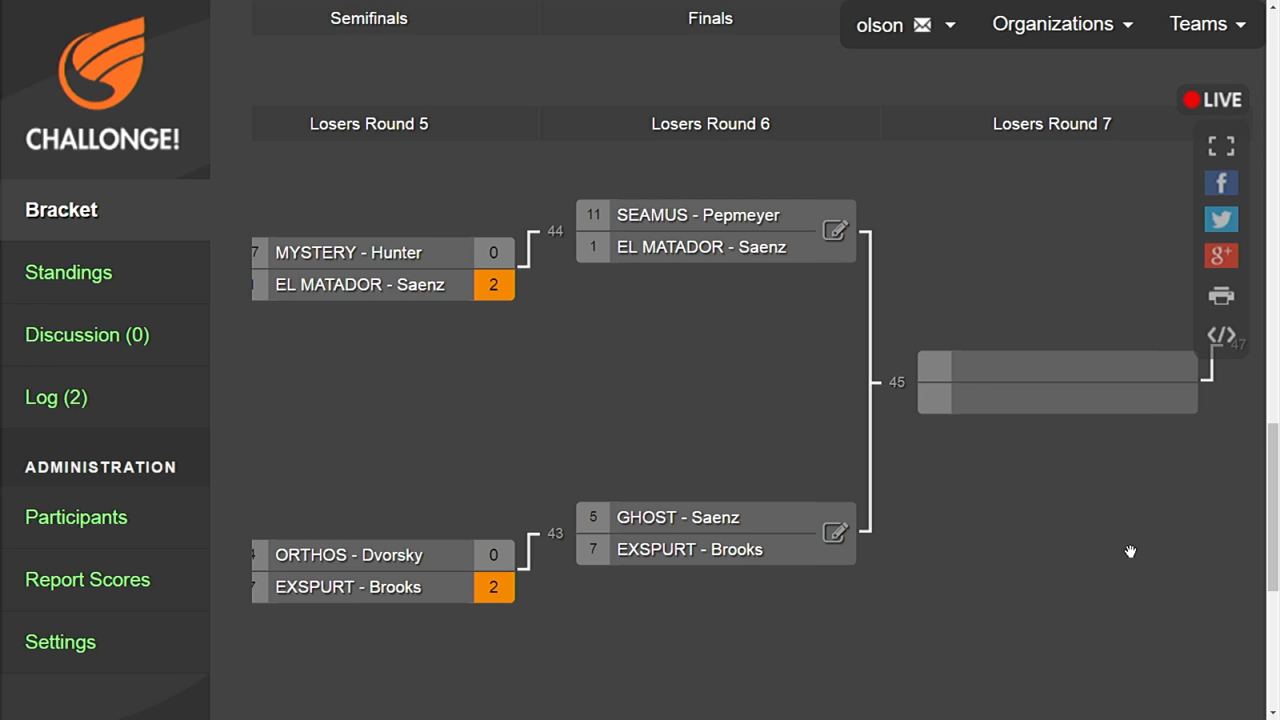 Semifinals
Finals
olson
Organizations
Teams
CHALLONGE!
LIVE
Losers Round 5
Losers Round 6
Losers Round 7
Bracket
Standings
Discussion (0)
Log (2)
ADMINISTRATION
Participants
Report Scores
Settings
7 MYSTERY - Hunter 0
EL MATADOR - Saenz 2
44
11 SEAMUS - Pepmeyer
1 EL MATADOR - Saenz
ORTHOS - Dvorsky 0
7 EXSPURT - Brooks 2
43
5 GHOST - Saenz
7 EXSPURT - Brooks
45
47
f
g+
</>